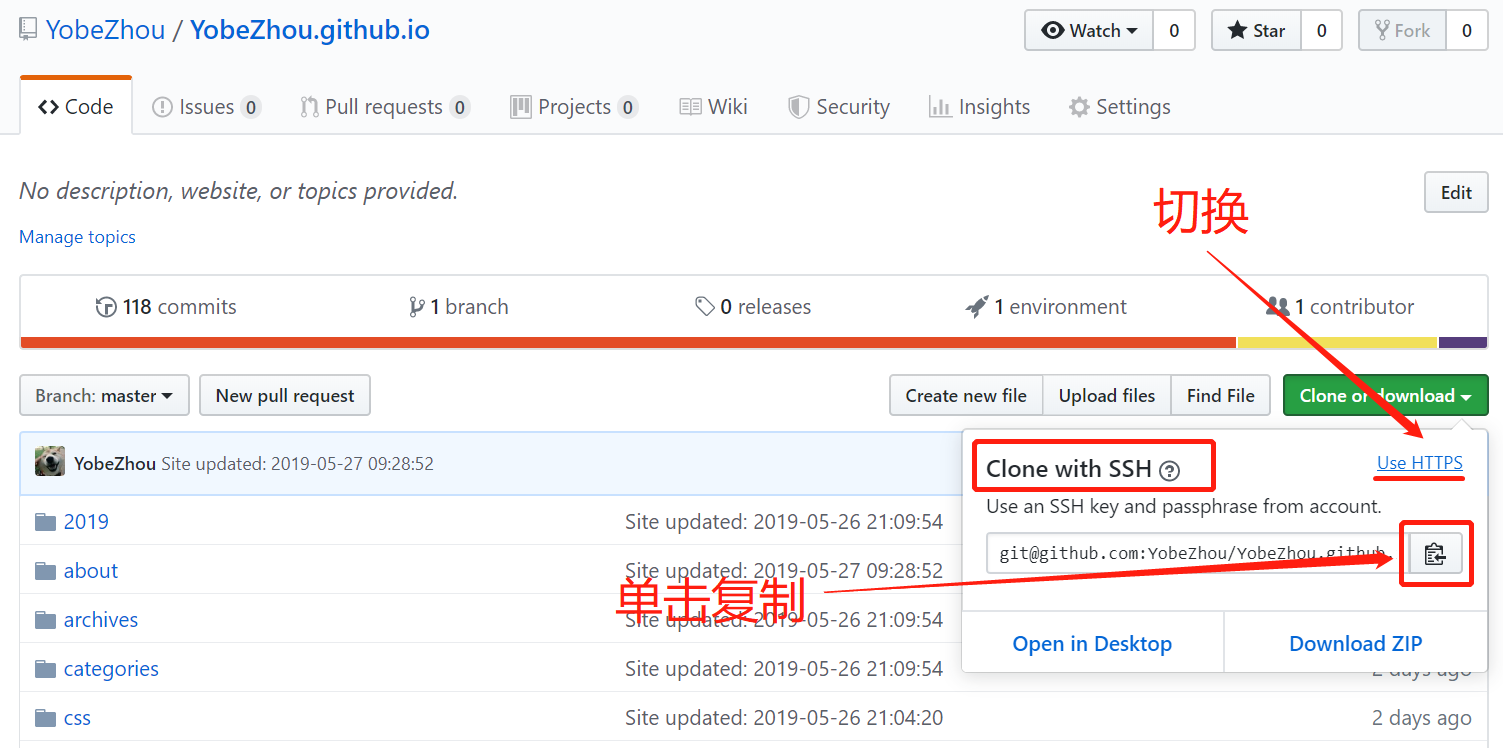 YobeZhou / YobeZhou.github.io
Watch 0 Star 0 Fork 0
Code Issues 0 Pull requests 0 Projects 0 Wiki Security Insights Settings
No description, website, or topics provided.
Edit
切换
Manage topics
118 commits 1 branch 0 releases 1 environment 1 contributor
Branch: master New pull request Create new file Upload files Find File Clone or download
YobeZhou Site updated: 2019-05-27 09:28:52
Clone with SSH ? Use HTTPS
Use an SSH key and passphrase from account.
git@github.com:YobeZhou/YobeZhou.github.
2019 Site updated: 2019-05-26 21:09:54
about Site updated: 2019-05-27 09:28:52
单击复制
archives Site updated: 2019-05-26 21:09:54
Open in Desktop Download ZIP
categories Site updated: 2019-05-26 21:09:54 2 days ago
css Site updated: 2019-05-26 21:04:20 2 days ago